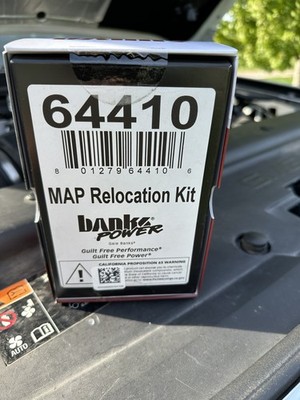 64410
8 01279 64410 6
MAP Relocation Kit
banks
POWER
Gale Banks®
Guilt Free Performance®
Guilt Free Power®
CALIFORNIA PROPOSITION 65 WARNING
AUTO